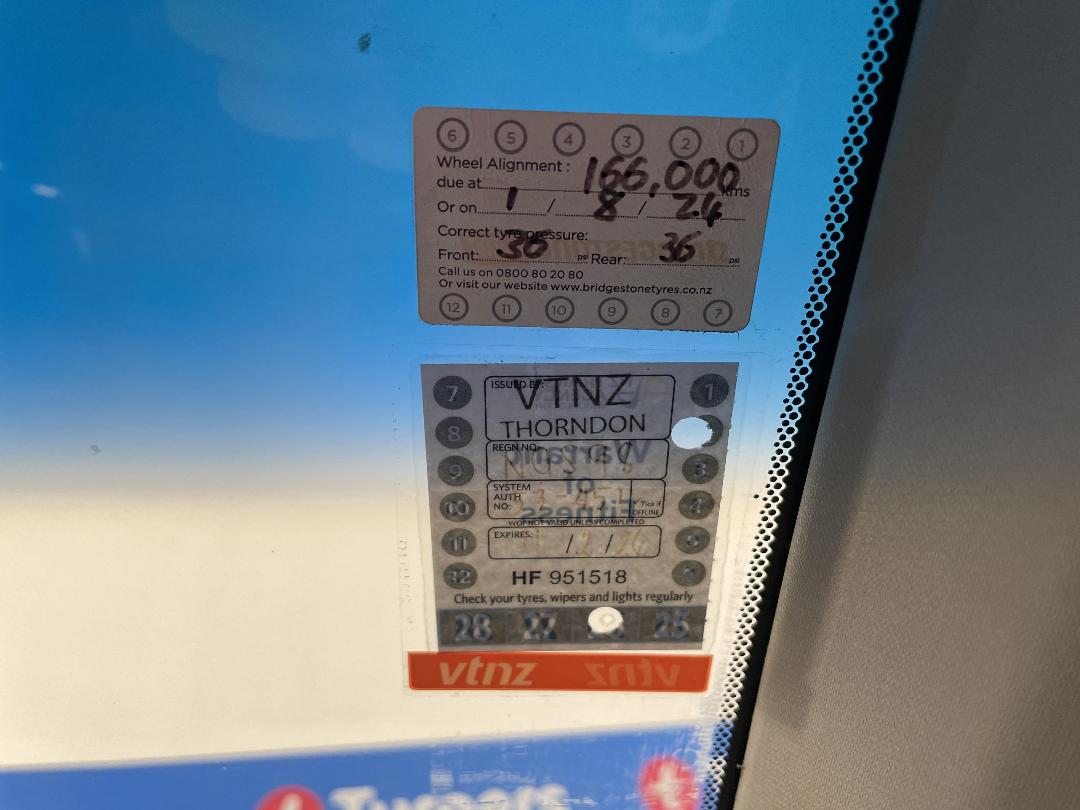 6 5 4 3 2 1
Wheel Alignment :
due at 166,000 kms
Or on 1 / 8 / 24
Correct tyre pressure:
Front: 36 psi Rear: 36 psi
Call us on 0800 80 20 80
Or visit our website www.bridgestonetyres.co.nz
12 11 10 9 8 7
7 ISSUED BY: VTNZ 1
8 THORNDON
REGN NO:
9 3
SYSTEM
AUTH
NO:
Tick if
OFFLINE
10 4
WOF NOT VALID UNLESS COMPLETED
11 EXPIRES:
12 HF 951518
Check your tyres, wipers and lights regularly
28 27 25
vtnz
Turners